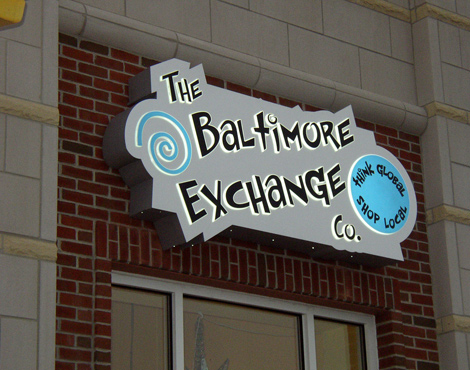 The
Baltimore
Exchange
Co.
think Global
Shop Local